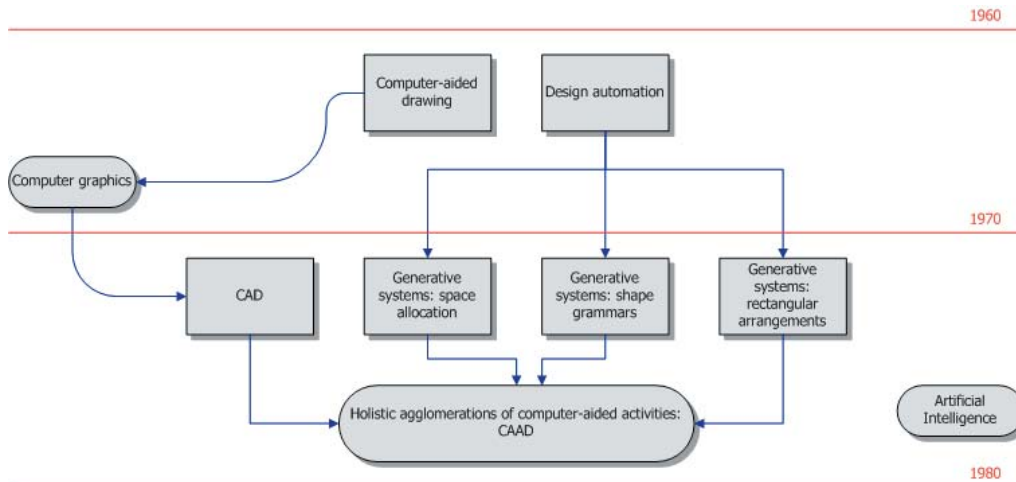 1960
Computer-aided
drawing
Design automation
Computer graphics
1970
CAD
Generative
systems: space
allocation
Generative
systems: shape
grammars
Generative
systems:
rectangular
arrangements
Holistic agglomerations of computer-aided activities:
CAAD
Artificial
Intelligence
1980